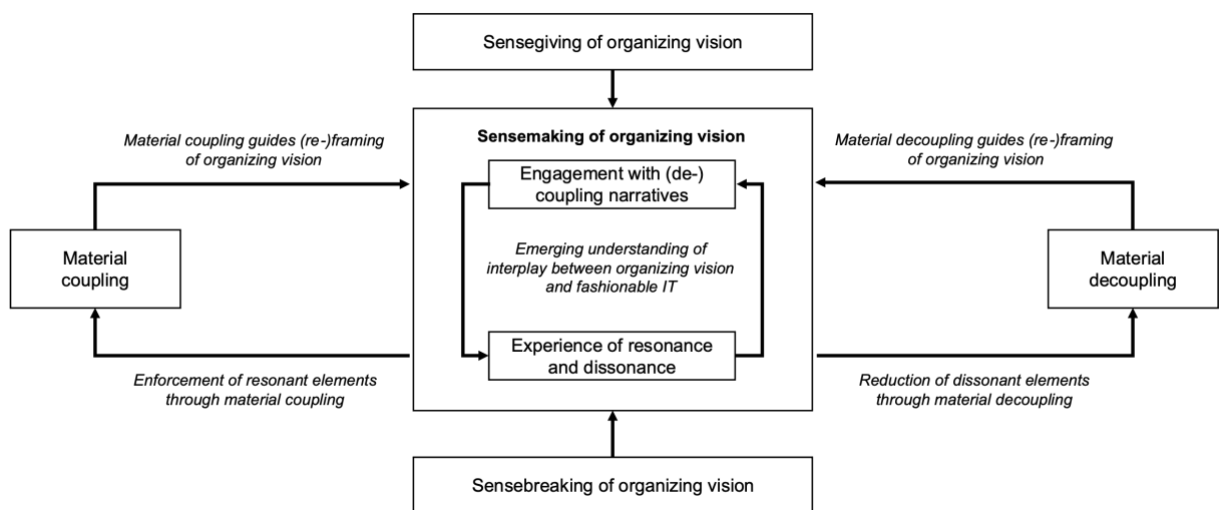 Sensegiving of organizing vision
Material coupling guides (re-)framing
of organizing vision
Sensemaking of organizing vision
Material decoupling guides (re-)framing
of organizing vision
Engagement with (de-)
coupling narratives
Material
coupling
Emerging understanding of
interplay between organizing vision
and fashionable IT
Material
decoupling
Experience of resonance
and dissonance
Enforcement of resonant elements
through material coupling
Reduction of dissonant elements
through material decoupling
Sensebreaking of organizing vision